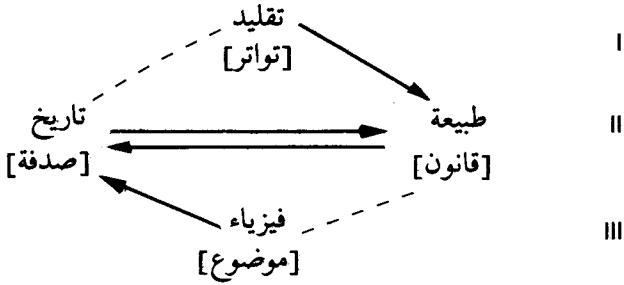 تقليد
[تواتر]
I
طبيعة
تاريخ
II
[قانون]
[صدفة]
فيزياء
[موضوع]
III